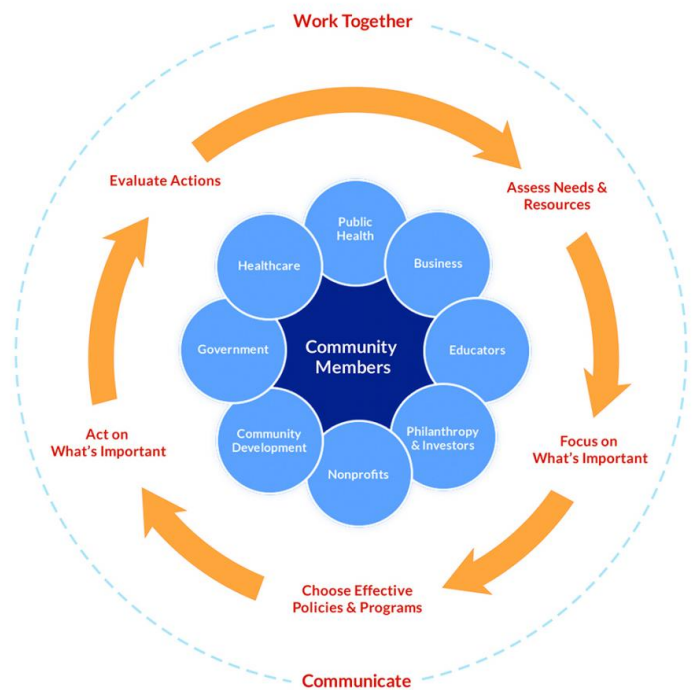 Work Together
Evaluate Actions
Assess Needs &
Resources
Public
Health
Healthcare
Business
Government
Community
Members
Educators
Act on
What's Important
Community
Development
Philanthropy
& Investors
Focus on
What's Important
Nonprofits
Choose Effective
Policies & Programs
Communicate